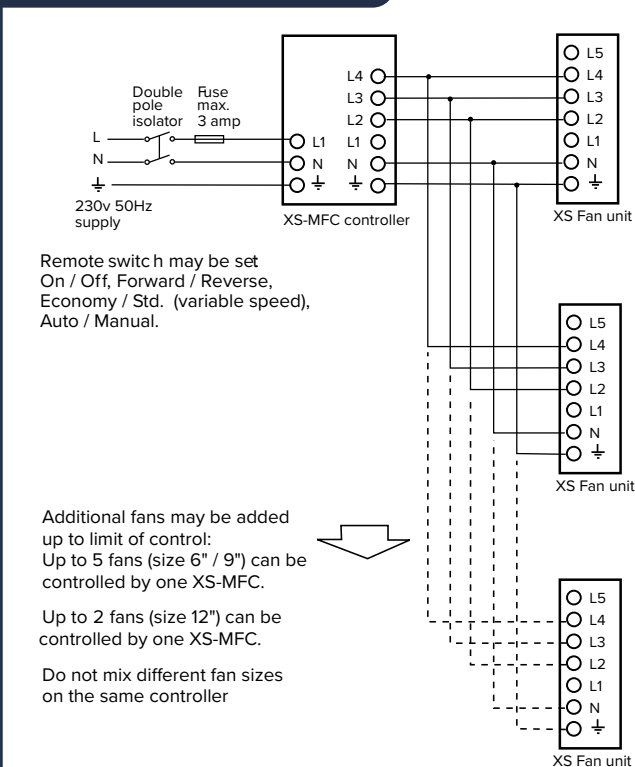 Double
pole
isolator
Fuse
max.
3 amp
L
N
230v 50Hz
supply
L4
L3
L2
L1 L1
N N
XS-MFC controller
L5
L4
L3
L2
L1
N
XS Fan unit
Remote switch may be set
On / Off, Forward / Reverse,
Economy / Std. (variable speed),
Auto / Manual.
L5
L4
L3
L2
L1
N
XS Fan unit
Additional fans may be added
up to limit of control:
Up to 5 fans (size 6" / 9") can be
controlled by one XS-MFC.
Up to 2 fans (size 12") can be
controlled by one XS-MFC.
Do not mix different fan sizes
on the same controller
L5
L4
L3
L2
L1
N
XS Fan unit